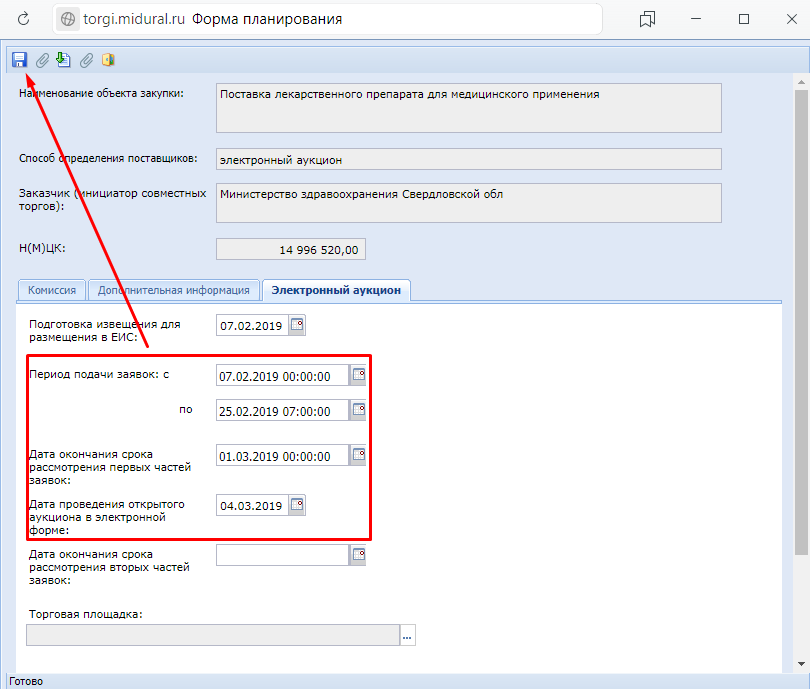 torgi.midural.ru Форма планирования
Наименование объекта закупки:
Поставка лекарственного препарата для медицинского применения
Способ определения поставщиков:
электронный аукцион
Заказчик (инициатор совместных
торгов):
Министерство здравоохранения Свердловской обл
Н(М)ЦК:
14 996 520,00
Комиссия
Дополнительная информация
Электронный аукцион
Подготовка извещения для
размещения в ЕИС:
07.02.2019
Период подачи заявок: с
07.02.2019 00:00:00
по
25.02.2019 07:00:00
Дата окончания срока
рассмотрения первых частей
заявок:
01.03.2019 00:00:00
Дата проведения открытого
аукциона в электронной
форме:
04.03.2019
Дата окончания срока
рассмотрения вторых частей
заявок:
Торговая площадка:
...
Готово